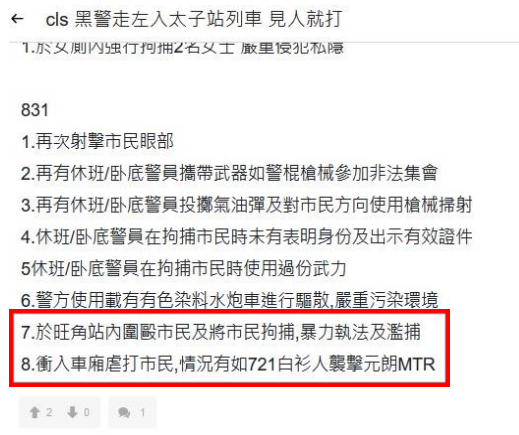 ← cls 黑警走左入太子站列車 見人就打
1.於女廁内強行拘捕2名女士 嚴重侵犯私隱
831
1.再次射擊市民眼部
2.再有休班/卧底警員攜帶武器如警棍槍械參加非法集會
3.再有休班/卧底警員投擲氣油彈及對市民方向使用槍械掃射
4.休班/卧底警員在拘捕市民時未有表明身份及出示有效證件
5休班/卧底警員在拘捕市民時使用過份武力
6.警方使用載有有色染料水炮車進行驅散,嚴重污染環境
7.於旺角站内圍毆市民及將市民拘捕,暴力執法及濫捕
8.衝入車廂虐打市民,情況有如721白衫人襲擊元朗MTR
2 0 1